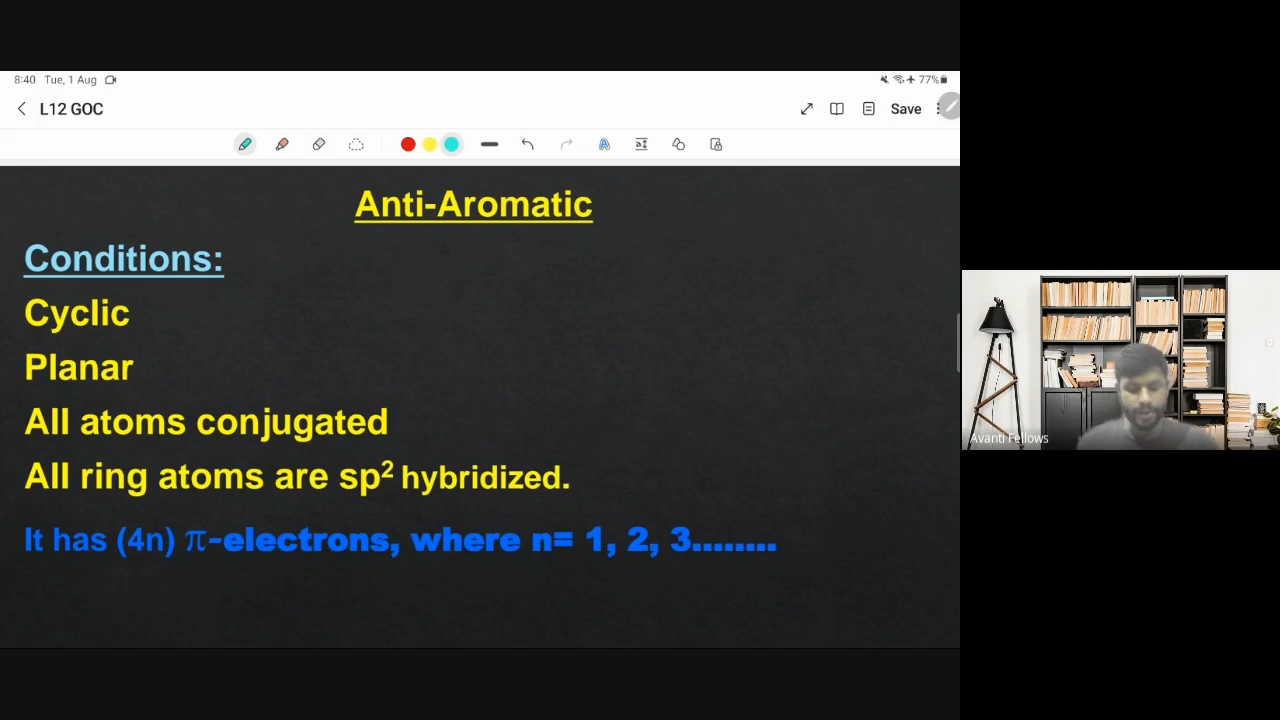 8:40 Tue, 1 Aug
77%
L12 GOC
Save
Anti-Aromatic
Conditions:
Cyclic
Planar
All atoms conjugated
All ring atoms are sp² hybridized.
It has (4n) π-electrons, where n= 1, 2, 3........
Avanti Fellows